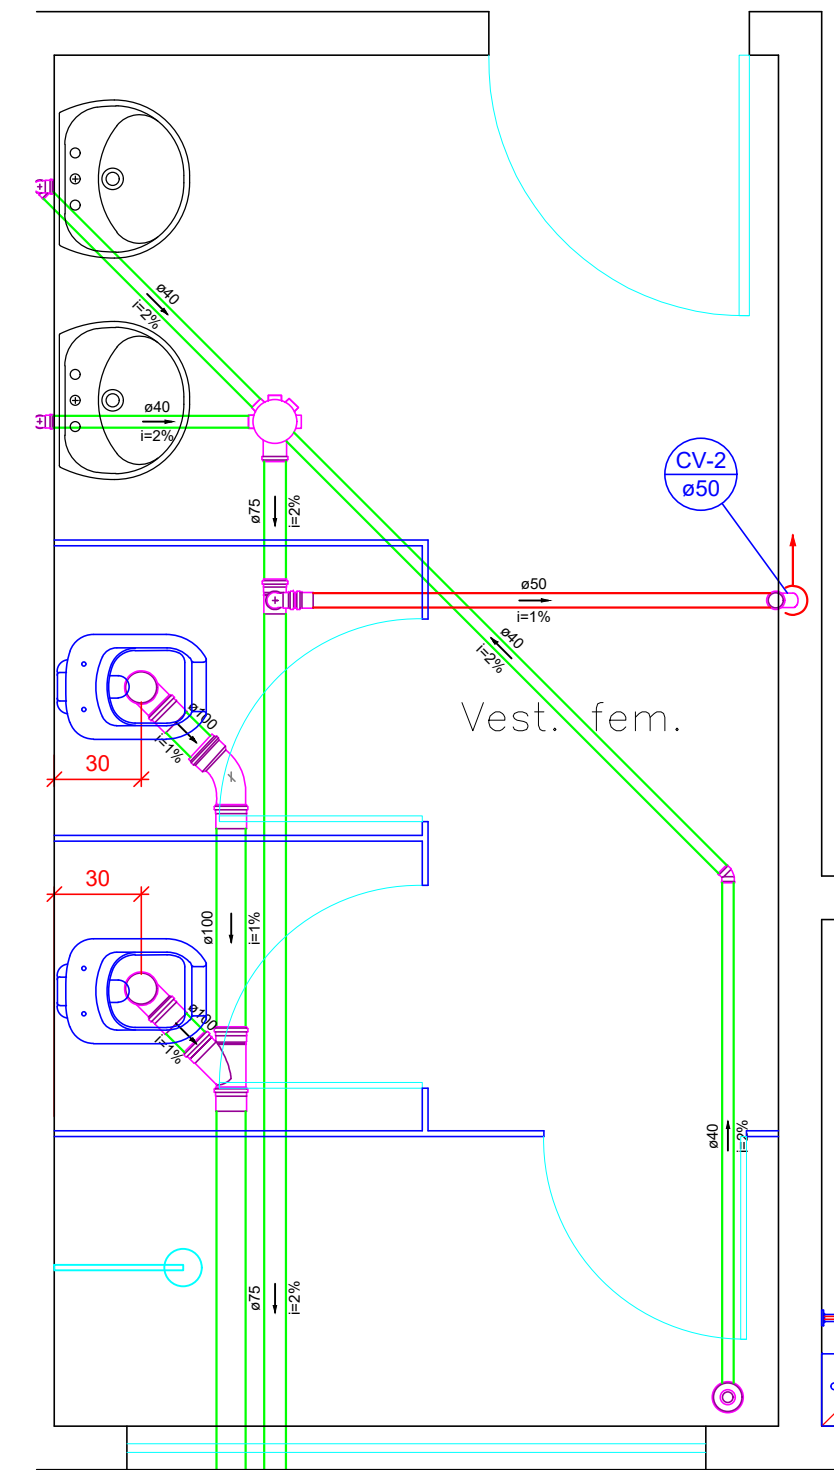 ø40
i=2%
ø40
i=2%
CV-2
ø50
ø75
i=2%
ø50
i=1%
ø40
i=2%
Vest. fem.
ø100
i=1%
30
30
ø100
i=1%
ø100
i=1%
ø40
i=2%
ø75
i=2%